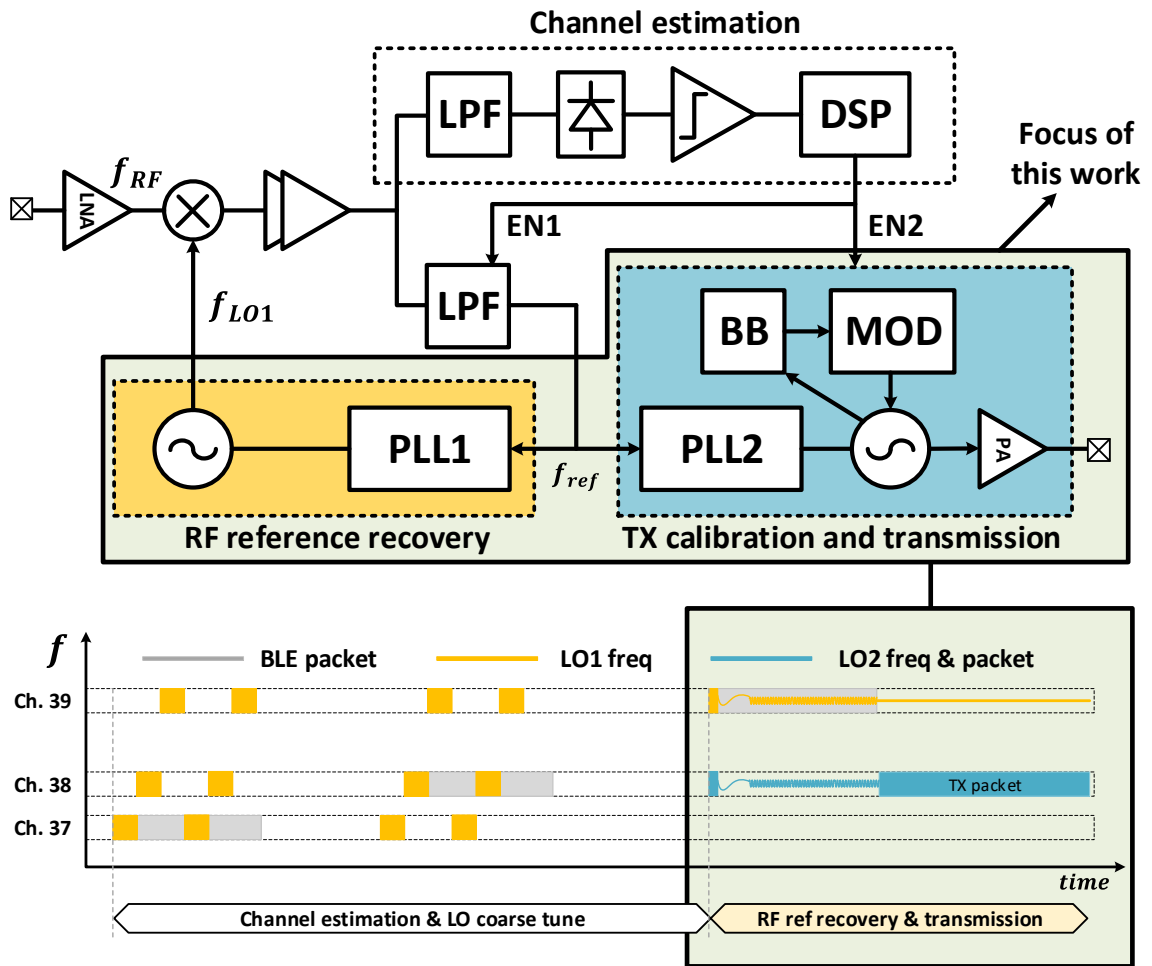 Channel estimation
LPF
DSP
Focus of
this work
f_RF
LNA
EN1
EN2
f_LO1
LPF
BB
MOD
PLL1
f_ref
PLL2
PA
RF reference recovery
TX calibration and transmission
f
BLE packet
LO1 freq
LO2 freq & packet
Ch. 39
Ch. 38
TX packet
Ch. 37
time
Channel estimation & LO coarse tune
RF ref recovery & transmission